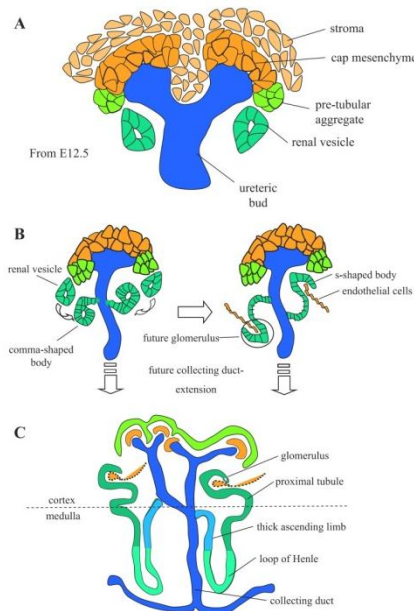 A
stroma
cap mesenchyme
pre-tubular
aggregate
renal vesicle
From E12.5
ureteric
bud
B
renal vesicle
s-shaped body
endothelial cells
comma-shaped
body
future glomerulus
future collecting duct-
extension
C
glomerulus
proximal tubule
cortex
medulla
thick ascending limb
loop of Henle
collecting duct